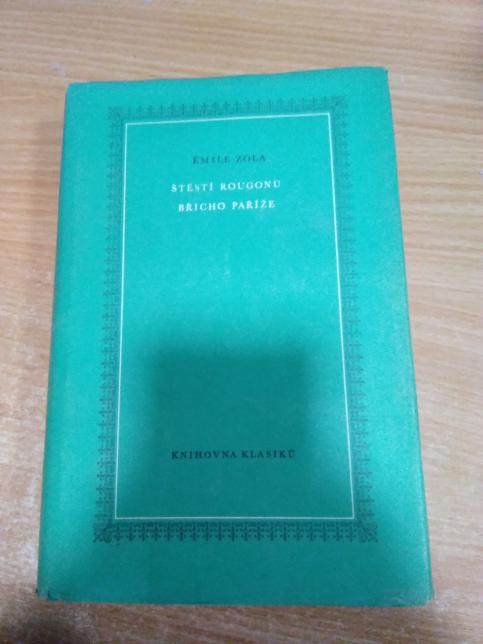 ÉMILE ZOLA
ŠTĚSTÍ ROUGONŮ
BŘICHO PAŘÍŽE
KNIHOVNA KLASIKŮ